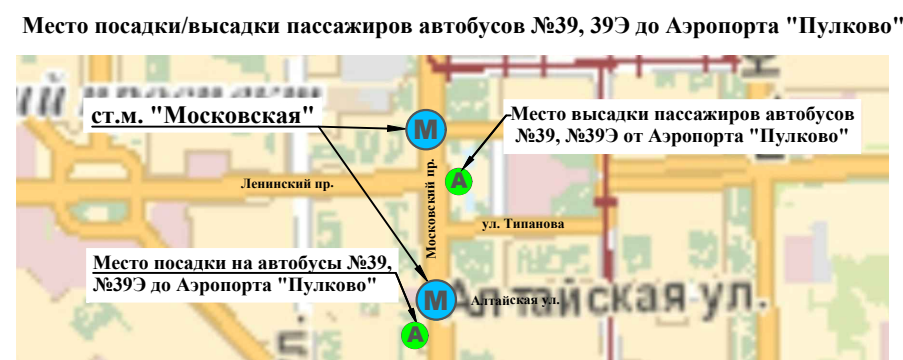 Место посадки/высадки пассажиров автобусов №39, 39Э до Аэропорта "Пулково"
ст.м. "Московская"
М
Место высадки пассажиров автобусов
№39, №39Э от Аэропорта "Пулково"
А
Ленинский пр.
Московский пр.
ул. Типанова
Место посадки на автобусы №39,
№39Э до Аэропорта "Пулково"
М
Алтайская ул.
Алтайская ул.
А